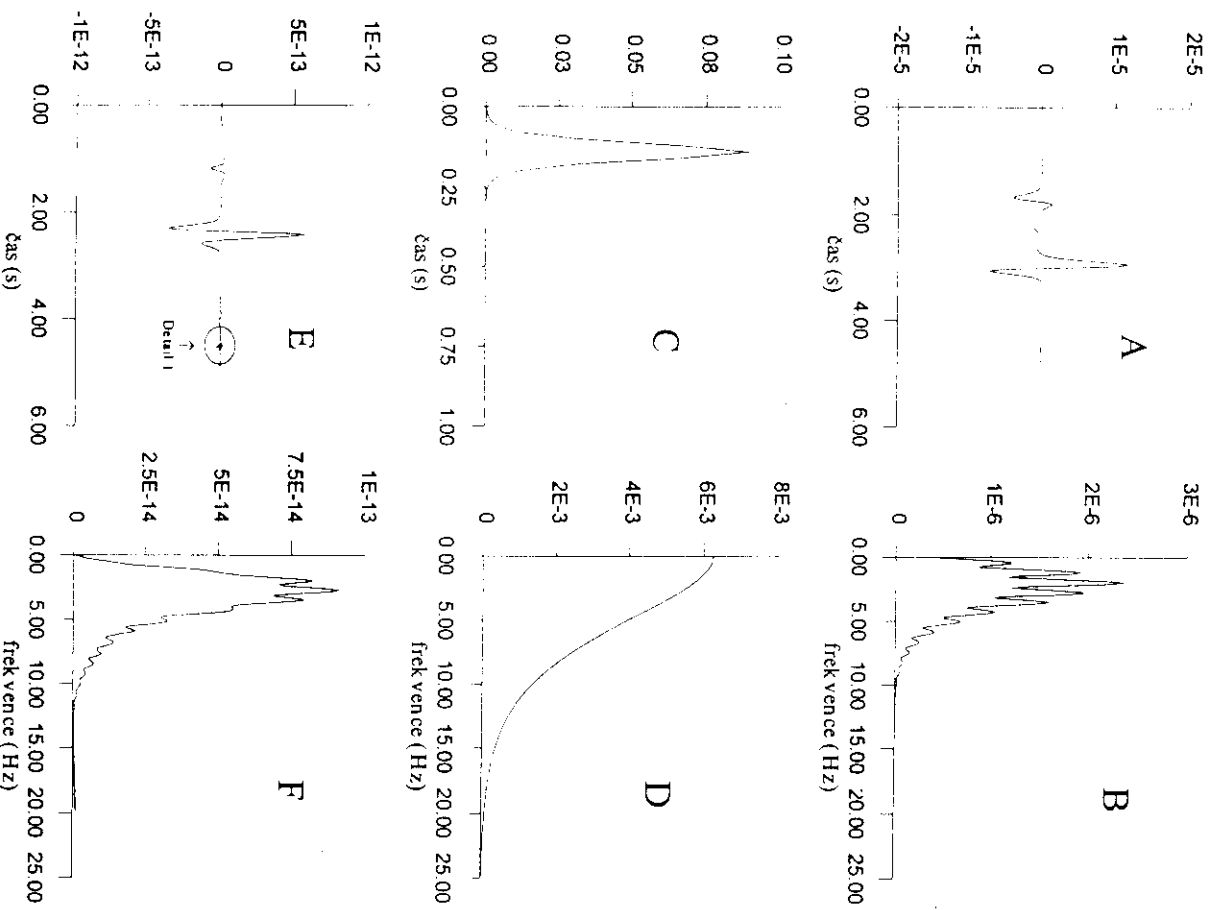 2E-5
1E-5
0
-1E-5
-2E-5
0.00 2.00 4.00 6.00
čas (s)
A
3E-6
2E-6
1E-6
0
0.00 5.00 10.00 15.00 20.00 25.00
frekvence (Hz)
B
0.10
0.08
0.05
0.03
0.00
0.00 0.25 0.50 0.75 1.00
čas (s)
C
8E-3
6E-3
4E-3
2E-3
0
0.00 5.00 10.00 15.00 20.00 25.00
frekvence (Hz)
D
1E-12
5E-13
0
-5E-13
-1E-12
0.00 2.00 4.00 6.00
čas (s)
E
Detail 1
1E-13
7.5E-14
5E-14
2.5E-14
0
0.00 5.00 10.00 15.00 20.00 25.00
frekvence (Hz)
F